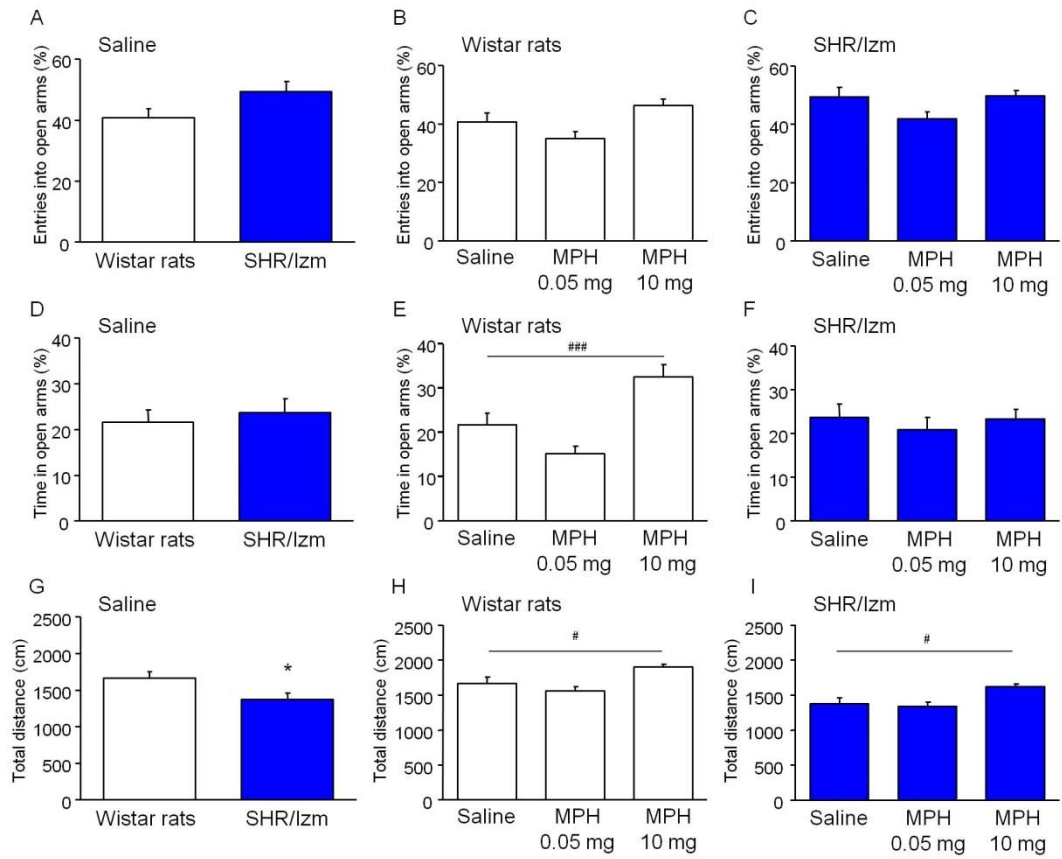 A
Saline
Entries into open arms (%)
60
40
20
0
Wistar rats
SHR/Izm
B
Wistar rats
Entries into open arms (%)
60
40
20
0
Saline
MPH
0.05 mg
MPH
10 mg
C
SHR/Izm
Entries into open arms (%)
60
40
20
0
Saline
MPH
0.05 mg
MPH
10 mg
D
Saline
Time in open arms (%)
40
30
20
10
0
Wistar rats
SHR/Izm
E
Wistar rats
###
Time in open arms (%)
40
30
20
10
0
Saline
MPH
0.05 mg
MPH
10 mg
F
SHR/Izm
Time in open arms (%)
40
30
20
10
0
Saline
MPH
0.05 mg
MPH
10 mg
G
Saline
*
Total distance (cm)
2500
2000
1500
1000
500
0
Wistar rats
SHR/Izm
H
Wistar rats
#
Total distance (cm)
2500
2000
1500
1000
500
0
Saline
MPH
0.05 mg
MPH
10 mg
I
SHR/Izm
#
Total distance (cm)
2500
2000
1500
1000
500
0
Saline
MPH
0.05 mg
MPH
10 mg